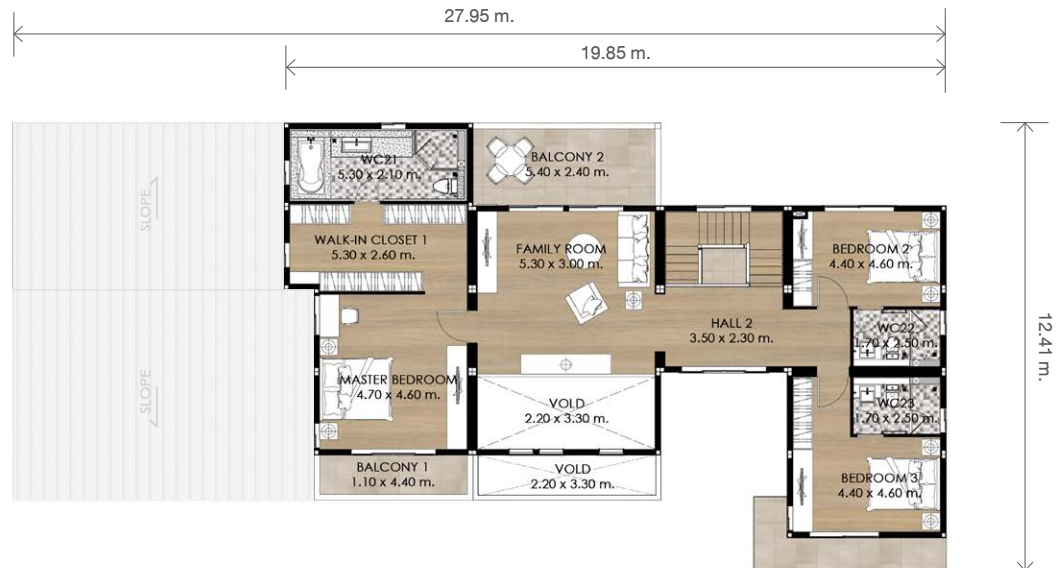 27.95 m.
19.85 m.
12.41 m.
SLOPE
SLOPE
WC21
5.30 x 2.10 m.
BALCONY 2
5.40 x 2.40 m.
WALK-IN CLOSET 1
5.30 x 2.60 m.
FAMILY ROOM
5.30 x 3.00 m.
BEDROOM 2
4.40 x 4.60 m.
HALL 2
3.50 x 2.30 m.
WC22
1.70 x 2.50 m.
MASTER BEDROOM
4.70 x 4.60 m.
VOLD
2.20 x 3.30 m.
WC23
1.70 x 2.50 m.
BALCONY 1
1.10 x 4.40 m.
VOLD
2.20 x 3.30 m.
BEDROOM 3
4.40 x 4.60 m.